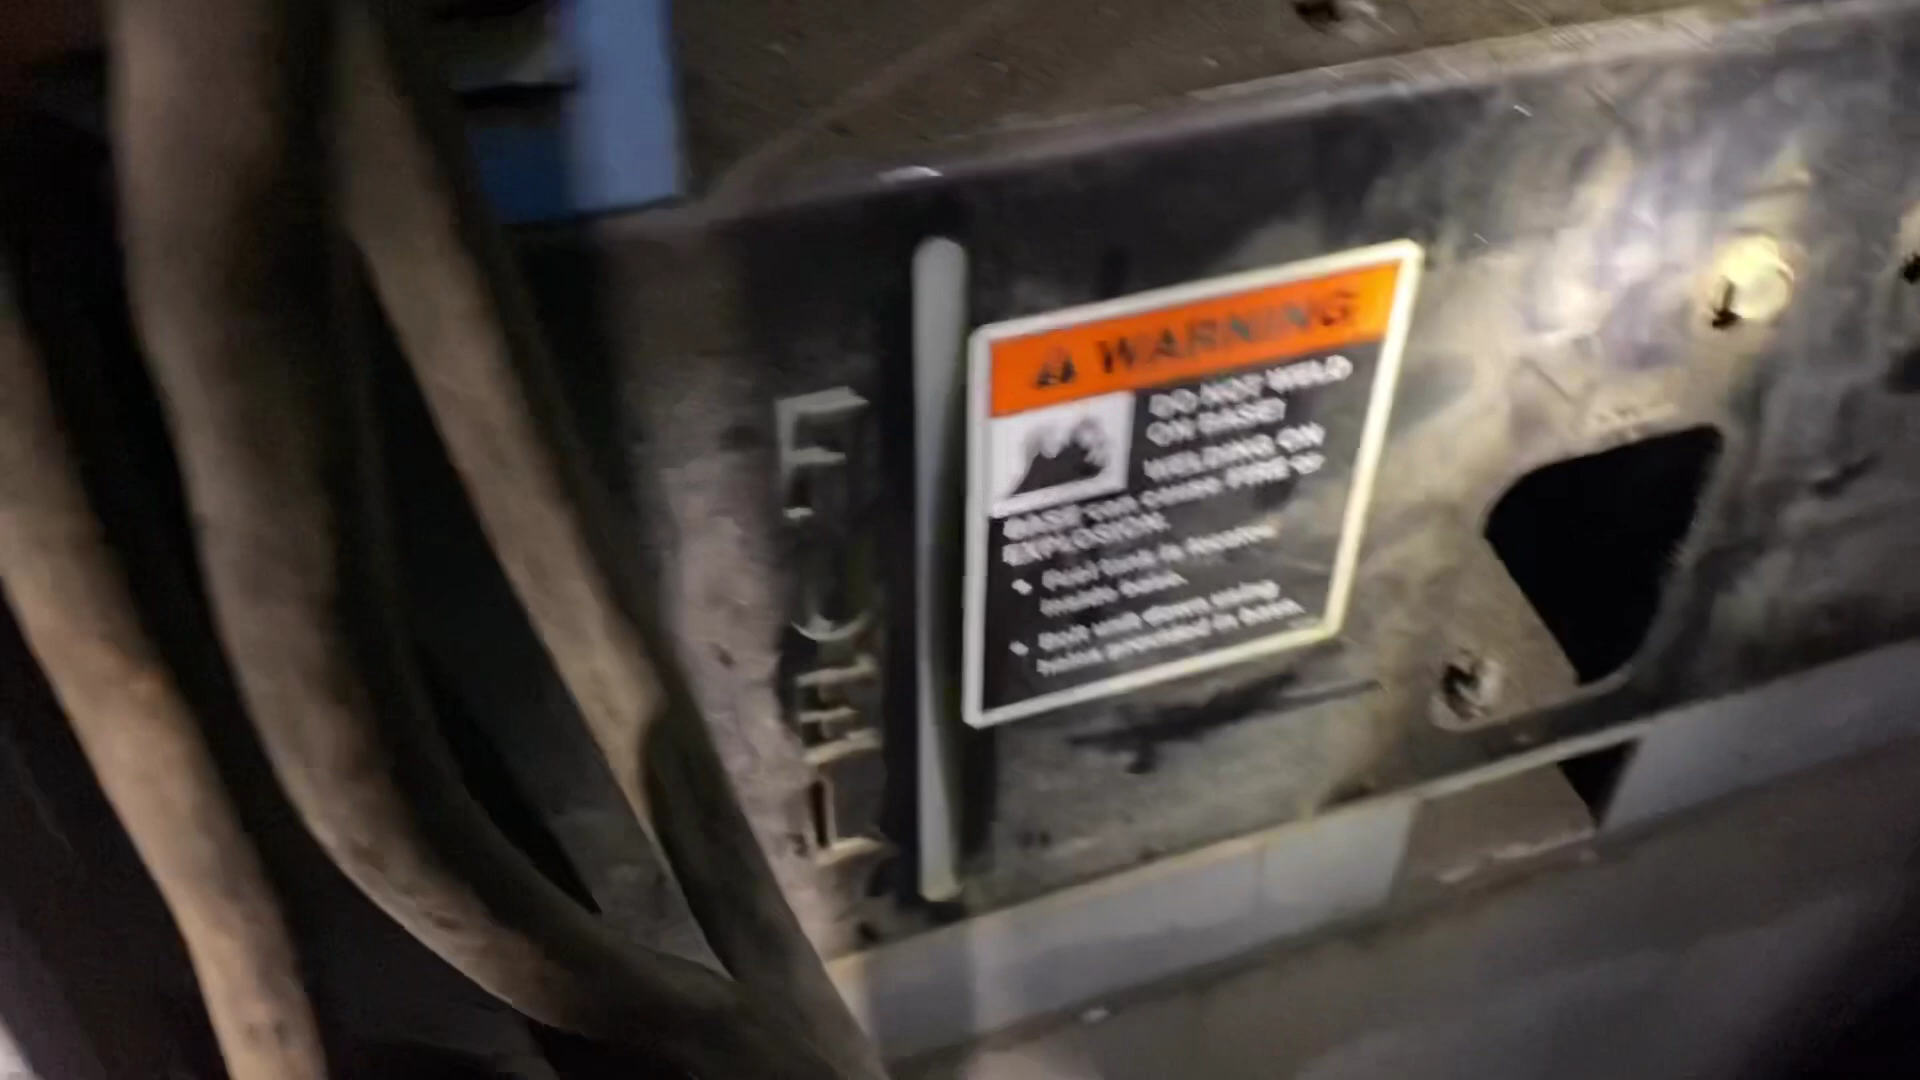 FUEL
WARNING
DO NOT WELD
ON BASE!
WELDING ON
BASE can cause FIRE or
EXPLOSION.
• Fuel tank is located
inside base.
• Bolt unit down using
holes provided in base.